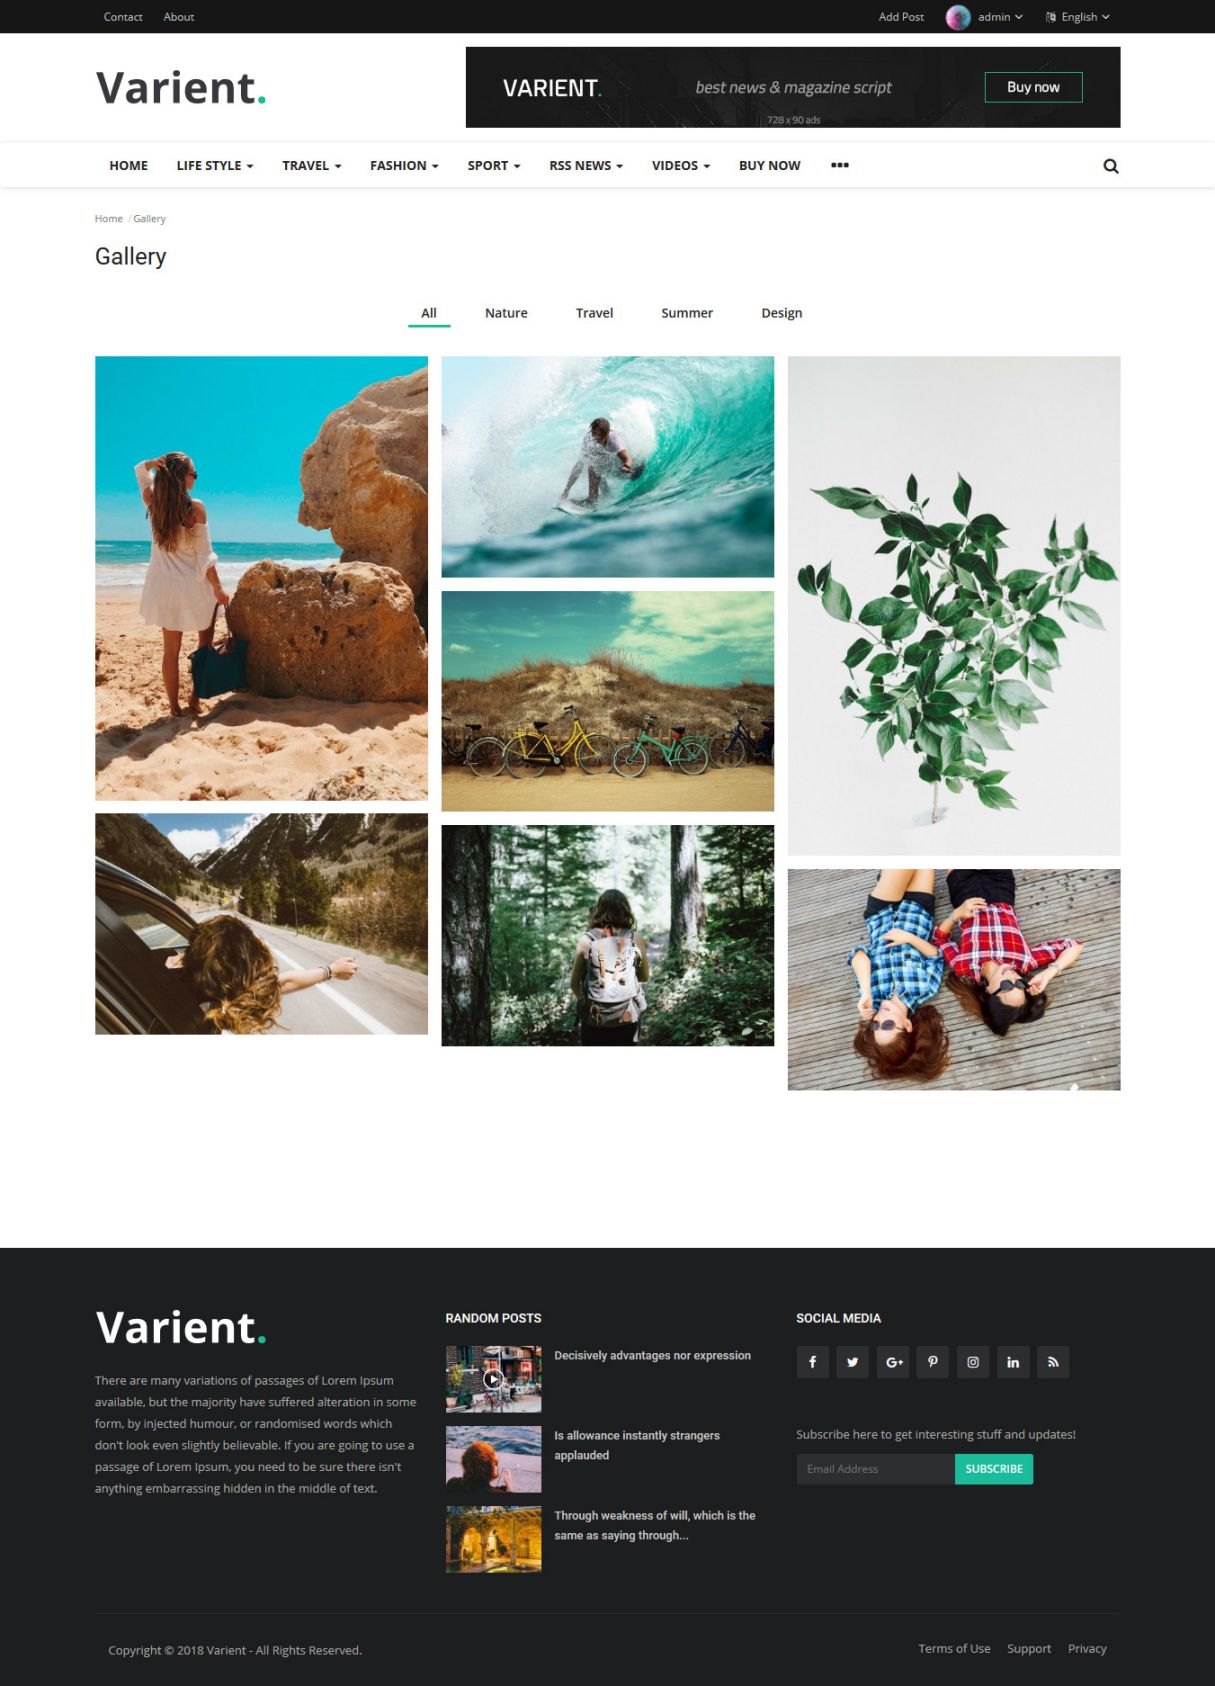 Contact About Add Post admin English
Varient.
VARIENT. best news & magazine script Buy now
728 x 90 ads
HOME LIFE STYLE TRAVEL FASHION SPORT RSS NEWS VIDEOS BUY NOW •••
Home / Gallery
Gallery
All Nature Travel Summer Design
Varient.
There are many variations of passages of Lorem Ipsum
available, but the majority have suffered alteration in some
form, by injected humour, or randomised words which
don't look even slightly believable. If you are going to use a
passage of Lorem Ipsum, you need to be sure there isn't
anything embarrassing hidden in the middle of text.
RANDOM POSTS
Decisively advantages nor expression
Is allowance instantly strangers
applauded
Through weakness of will, which is the
same as saying through...
SOCIAL MEDIA
Subscribe here to get interesting stuff and updates!
Email Address SUBSCRIBE
Copyright © 2018 Varient - All Rights Reserved.
Terms of Use Support Privacy